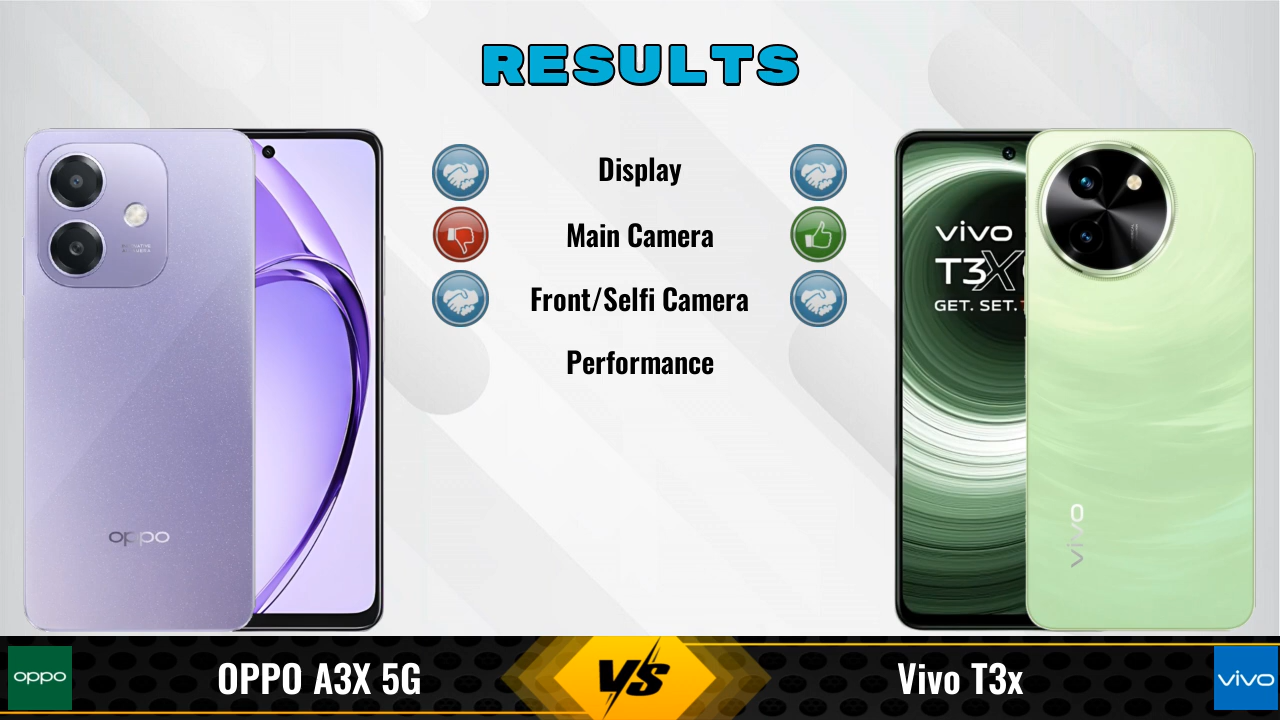 RESULTS
Display
Main Camera
Front/Selfi Camera
Performance
vivo
T3X
GET. SET.
oppo
vivo
oppo
OPPO A3X 5G
VS
Vivo T3x
vivo